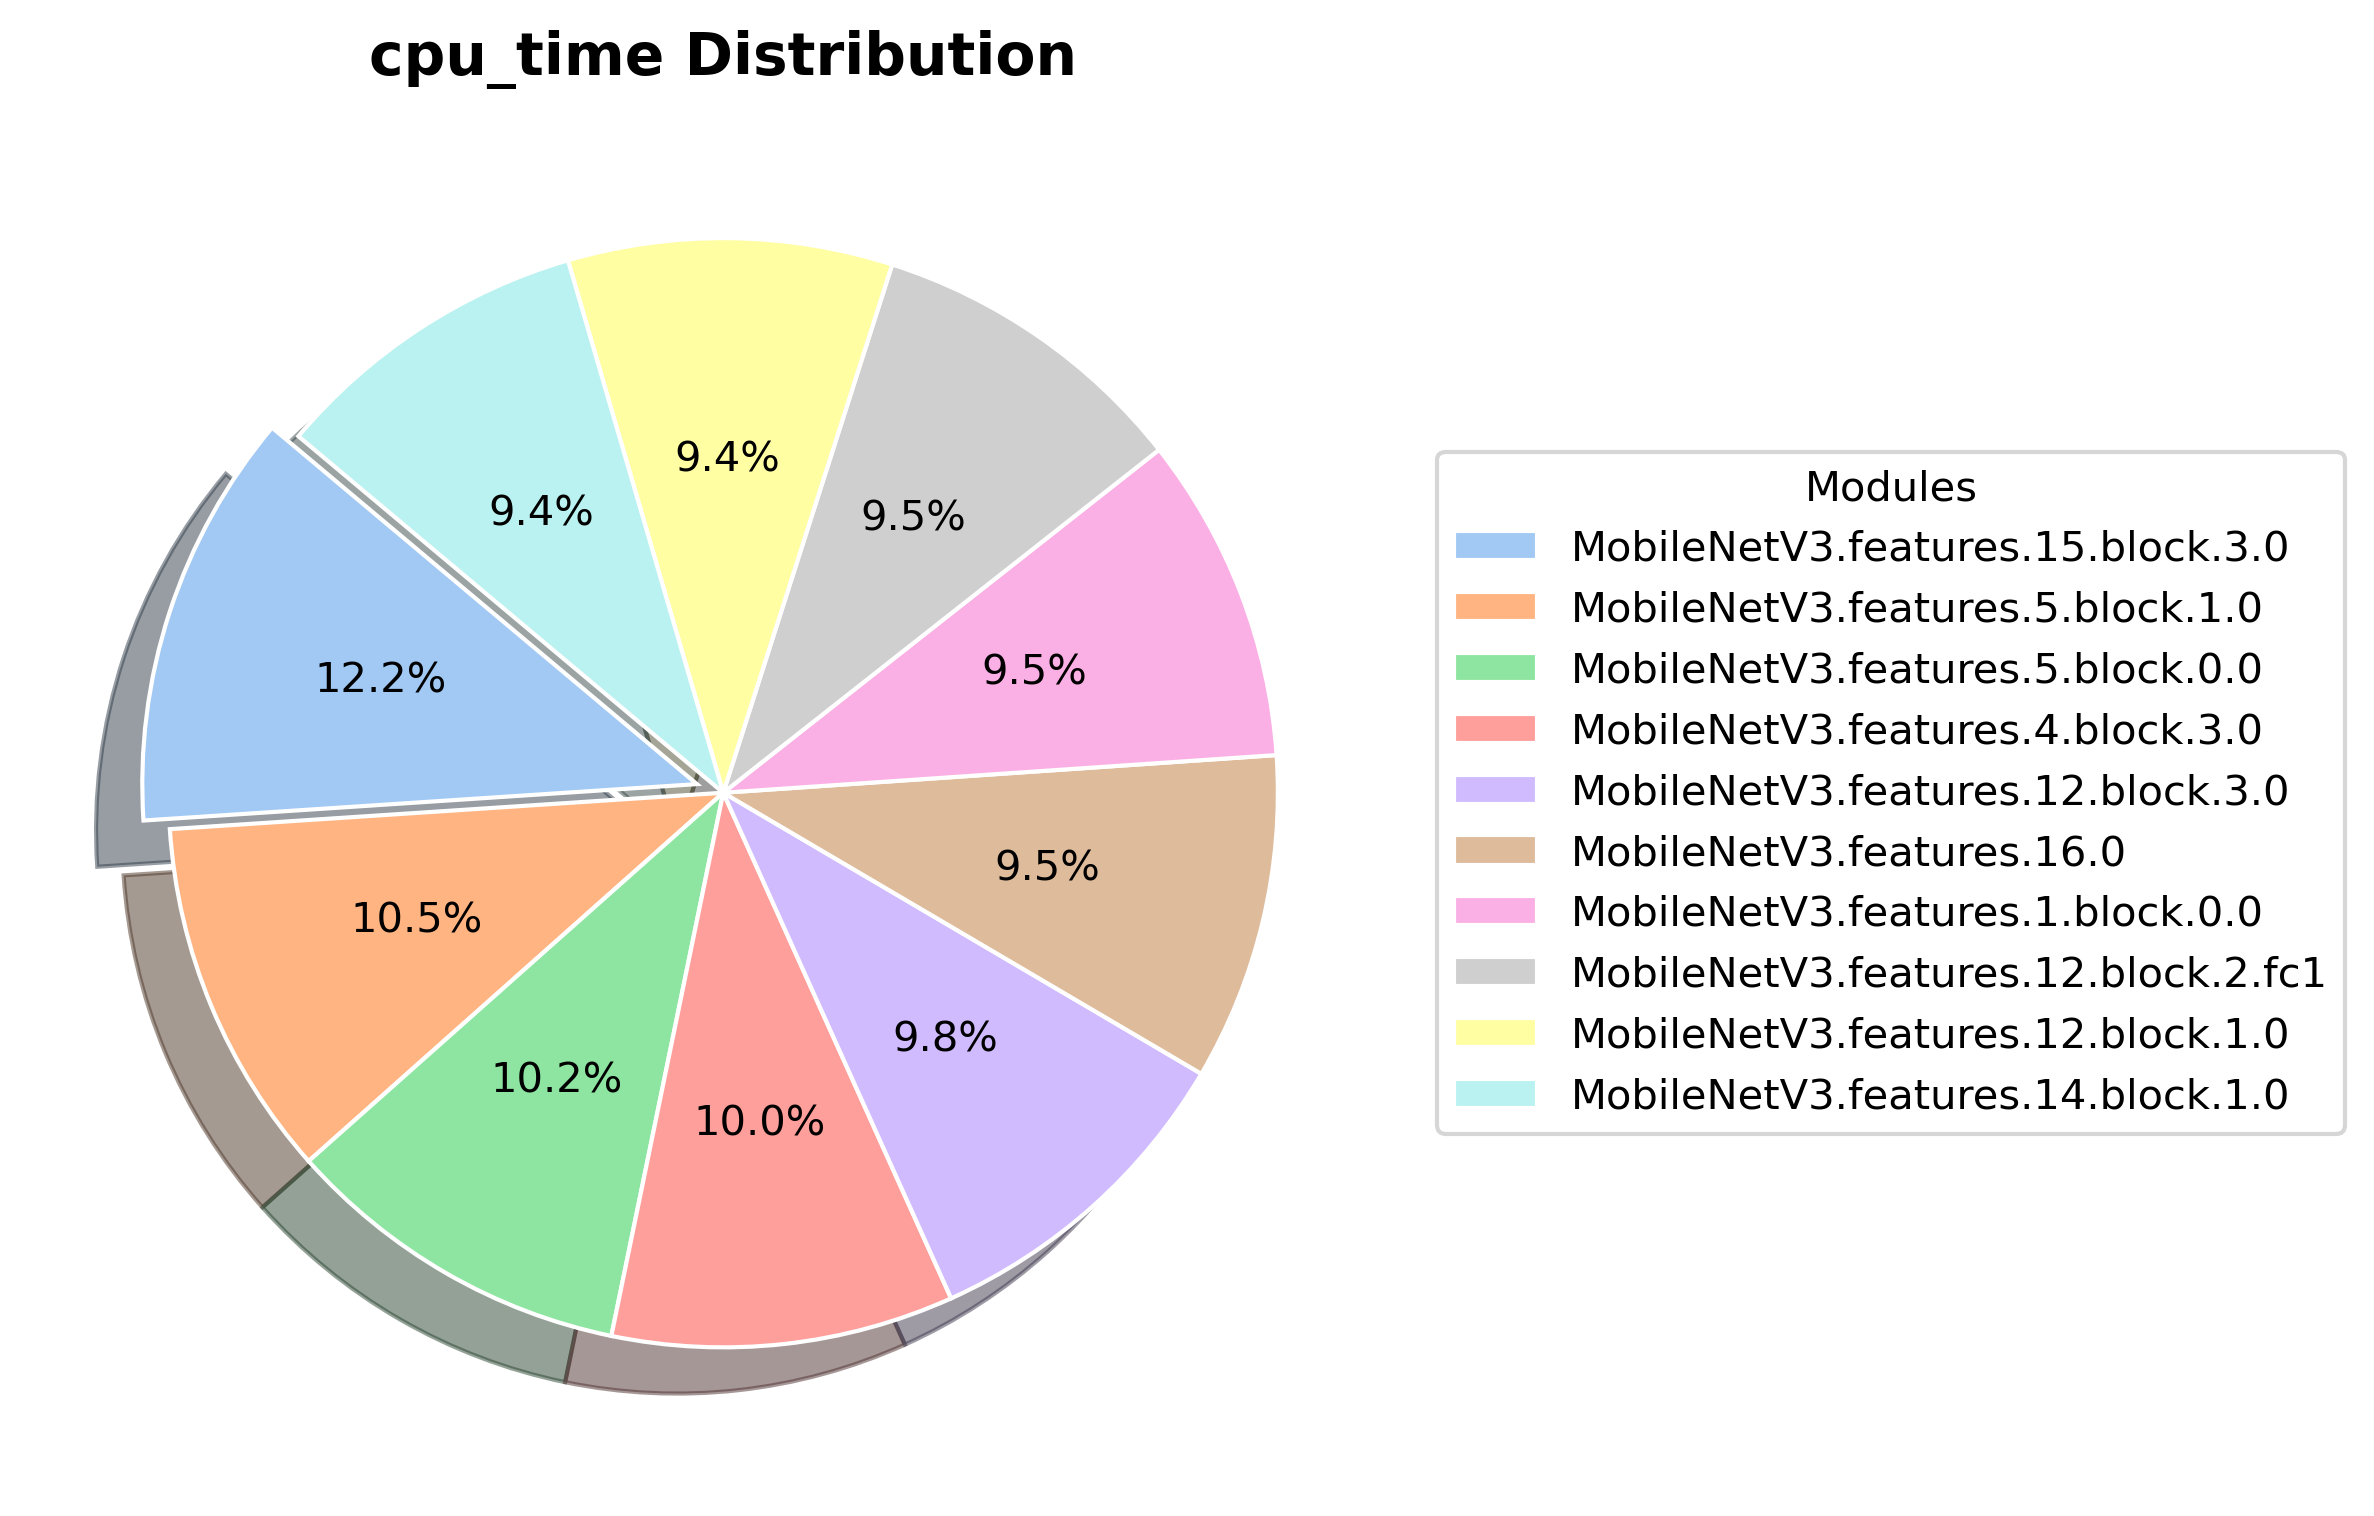 cpu_time Distribution
9.4%
9.4%
9.5%
12.2%
9.5%
9.5%
10.5%
9.8%
10.2%
10.0%
Modules
MobileNetV3.features.15.block.3.0
MobileNetV3.features.5.block.1.0
MobileNetV3.features.5.block.0.0
MobileNetV3.features.4.block.3.0
MobileNetV3.features.12.block.3.0
MobileNetV3.features.16.0
MobileNetV3.features.1.block.0.0
MobileNetV3.features.12.block.2.fc1
MobileNetV3.features.12.block.1.0
MobileNetV3.features.14.block.1.0